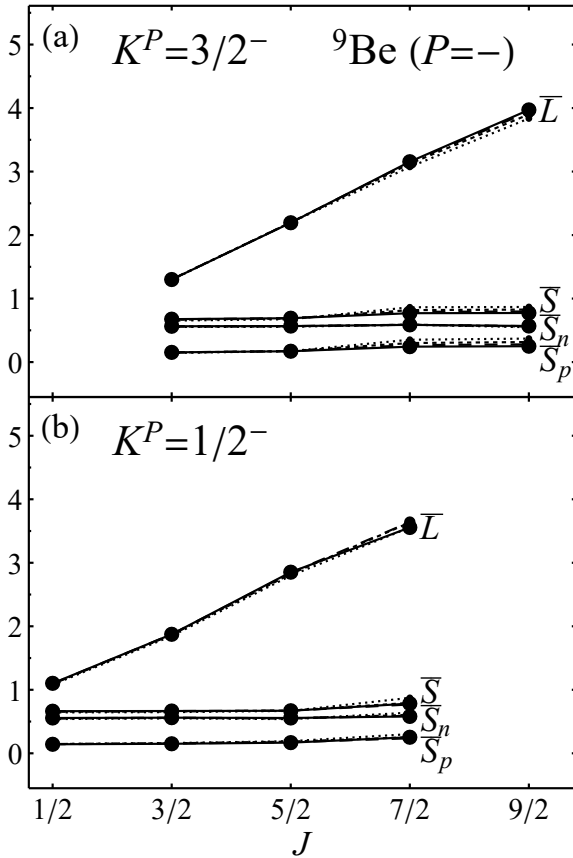 (a) K^P=3/2⁻ ⁹Be (P=−)
5
4
3
2
1
0
L̅
S̅
S̅ₙ
S̅ₚ
(b) K^P=1/2⁻
5
4
3
2
1
0
L̅
S̅
S̅ₙ
S̅ₚ
1/2 3/2 5/2 7/2 9/2
J